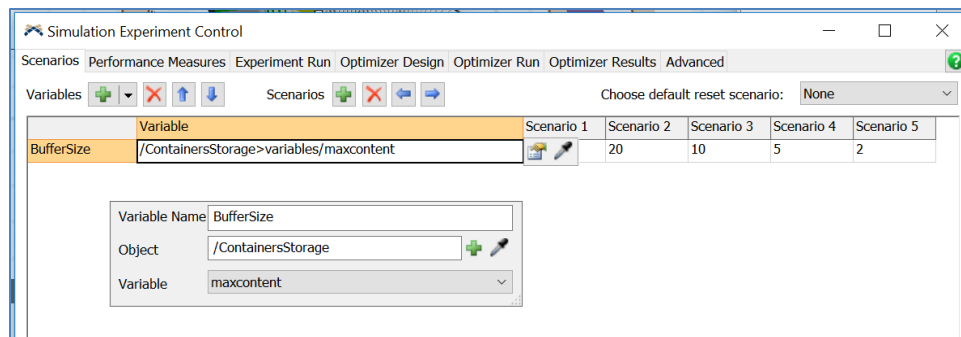 Simulation Experiment Control
Scenarios Performance Measures Experiment Run Optimizer Design Optimizer Run Optimizer Results Advanced
Variables Scenarios Choose default reset scenario: None
Variable Scenario 1 Scenario 2 Scenario 3 Scenario 4 Scenario 5
BufferSize /ContainersStorage>variables/maxcontent 20 10 5 2
Variable Name BufferSize
Object /ContainersStorage
Variable maxcontent